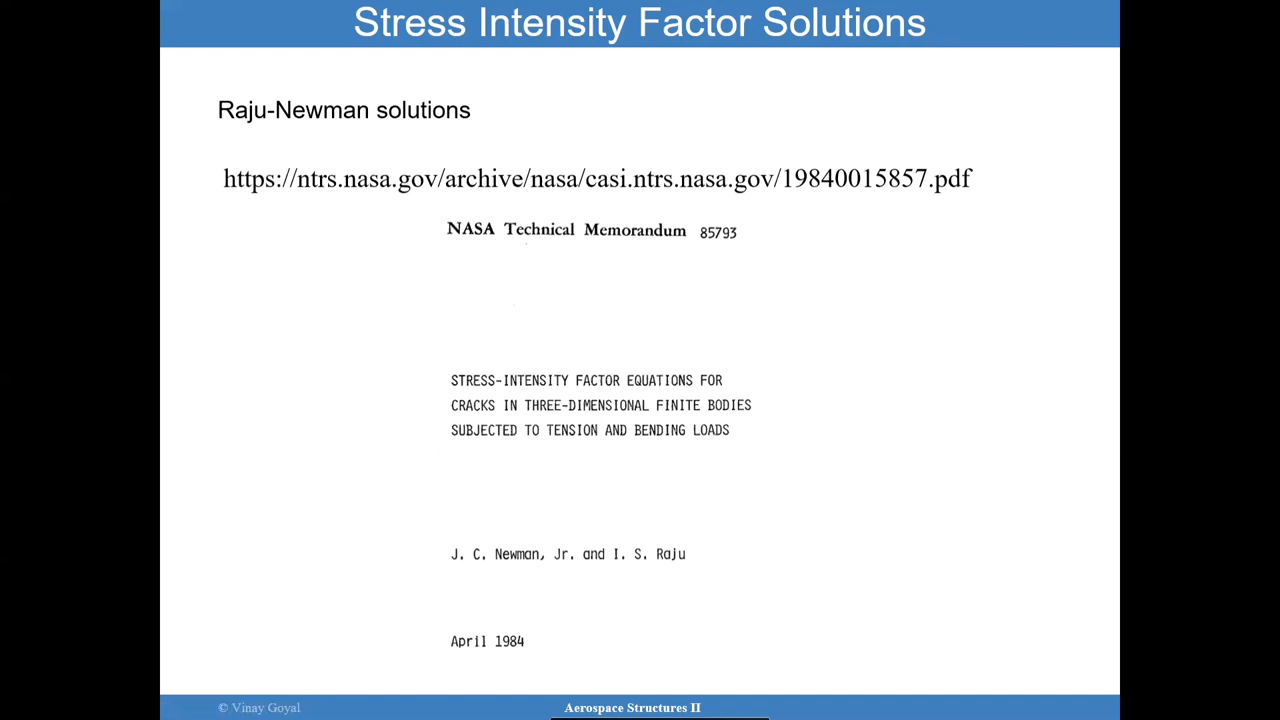 Stress Intensity Factor Solutions
Raju-Newman solutions
https://ntrs.nasa.gov/archive/nasa/casi.ntrs.nasa.gov/19840015857.pdf
NASA Technical Memorandum 85793
STRESS-INTENSITY FACTOR EQUATIONS FOR
CRACKS IN THREE-DIMENSIONAL FINITE BODIES
SUBJECTED TO TENSION AND BENDING LOADS
J. C. Newman, Jr. and I. S. Raju
April 1984
© Vinay Goyal
Aerospace Structures II